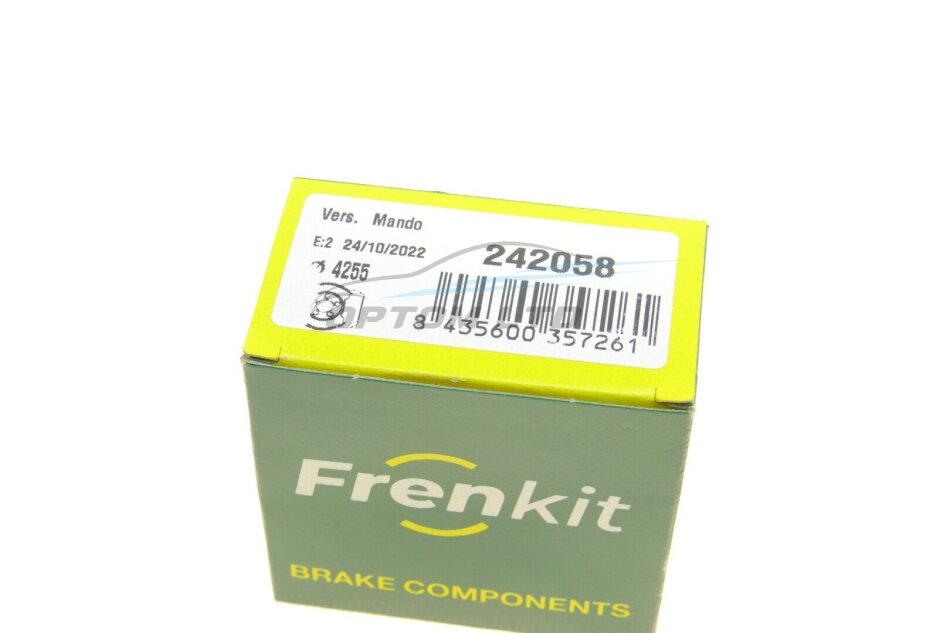 Vers. Mando
E:2 24/10/2022
242058
4255
8 435600 357261
Frenkit
BRAKE COMPONENTS